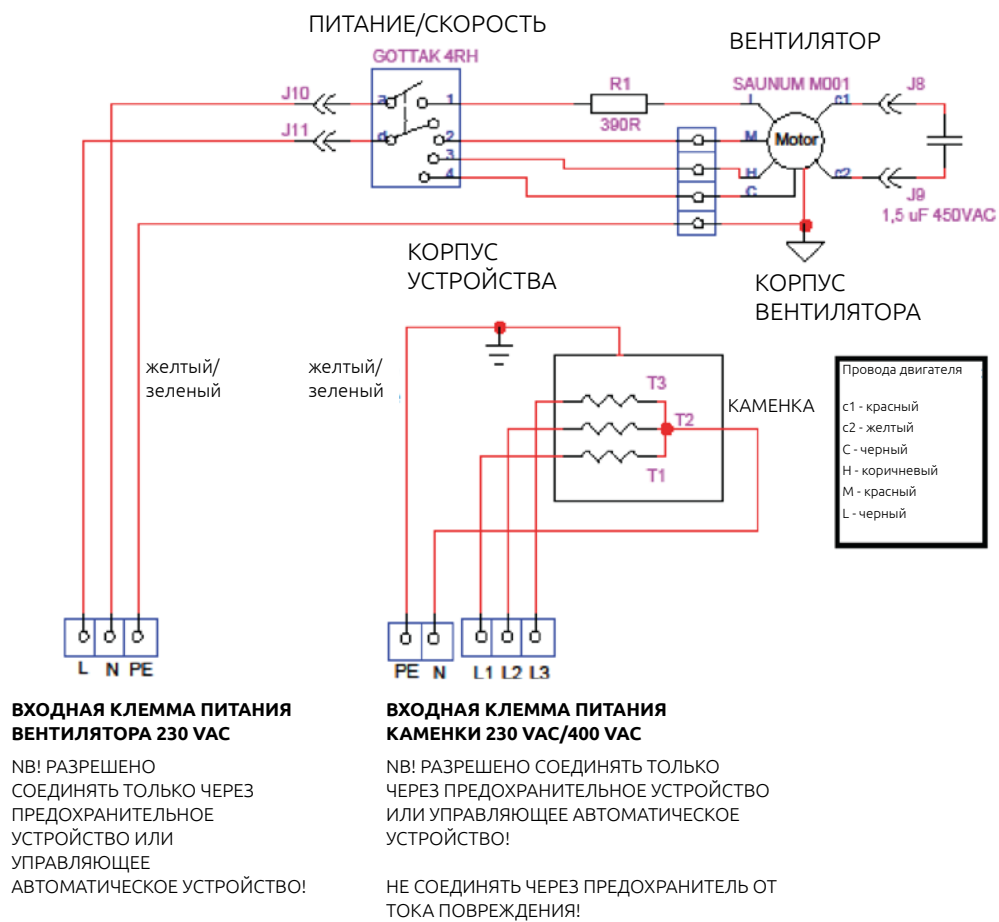 ПИТАНИЕ/СКОРОСТЬ
GOTTAK 4RH
ВЕНТИЛЯТОР
SAUNUM M001
J10
J11
a
d
1
2
3
4
R1
390R
L
M
H
C
Motor
c1
c2
J8
J9
1,5 uF 450VAC
КОРПУС
УСТРОЙСТВА
КОРПУС
ВЕНТИЛЯТОРА
желтый/
зеленый
желтый/
зеленый
T3
T2
T1
КАМЕНКА
Провода двигателя
c1 - красный
c2 - желтый
C - черный
H - коричневый
M - красный
L - черный
L N PE
PE N L1 L2 L3
ВХОДНАЯ КЛЕММА ПИТАНИЯ
ВЕНТИЛЯТОРА 230 VAC
NB! РАЗРЕШЕНО
СОЕДИНЯТЬ ТОЛЬКО ЧЕРЕЗ
ПРЕДОХРАНИТЕЛЬНОЕ
УСТРОЙСТВО ИЛИ
УПРАВЛЯЮЩЕЕ
АВТОМАТИЧЕСКОЕ УСТРОЙСТВО!
ВХОДНАЯ КЛЕММА ПИТАНИЯ
КАМЕНКИ 230 VAC/400 VAC
NB! РАЗРЕШЕНО СОЕДИНЯТЬ ТОЛЬКО
ЧЕРЕЗ ПРЕДОХРАНИТЕЛЬНОЕ УСТРОЙСТВО
ИЛИ УПРАВЛЯЮЩЕЕ АВТОМАТИЧЕСКОЕ
УСТРОЙСТВО!
НЕ СОЕДИНЯТЬ ЧЕРЕЗ ПРЕДОХРАНИТЕЛЬ ОТ
ТОКА ПОВРЕЖДЕНИЯ!